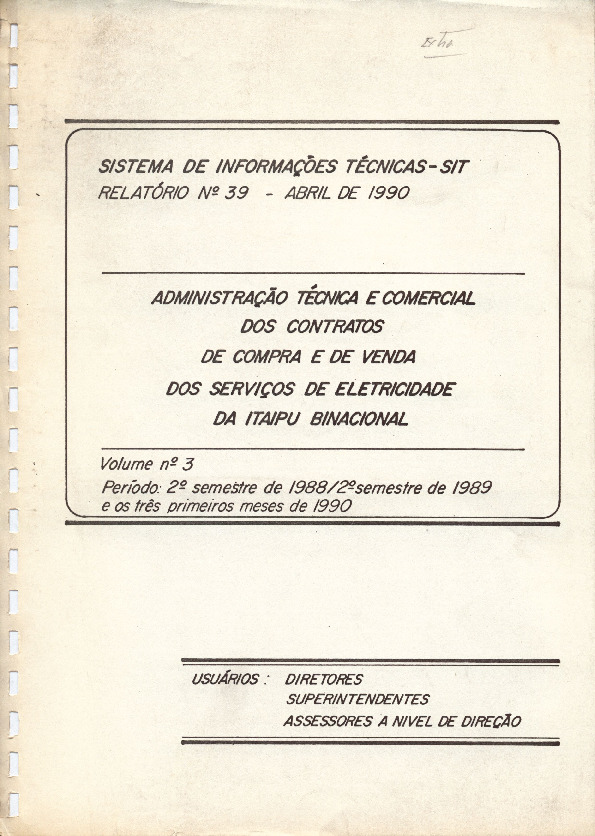 SISTEMA DE INFORMAÇÕES TÉCNICAS-SIT
RELATÓRIO Nº 39 - ABRIL DE 1990
ADMINISTRAÇÃO TÉCNICA E COMERCIAL
DOS CONTRATOS
DE COMPRA E DE VENDA
DOS SERVIÇOS DE ELETRICIDADE
DA ITAIPU BINACIONAL
Volume nº 3
Período: 2º semestre de 1988/2º semestre de 1989
e os três primeiros meses de 1990
USUÁRIOS : DIRETORES
SUPERINTENDENTES
ASSESSORES A NIVEL DE DIREÇÃO